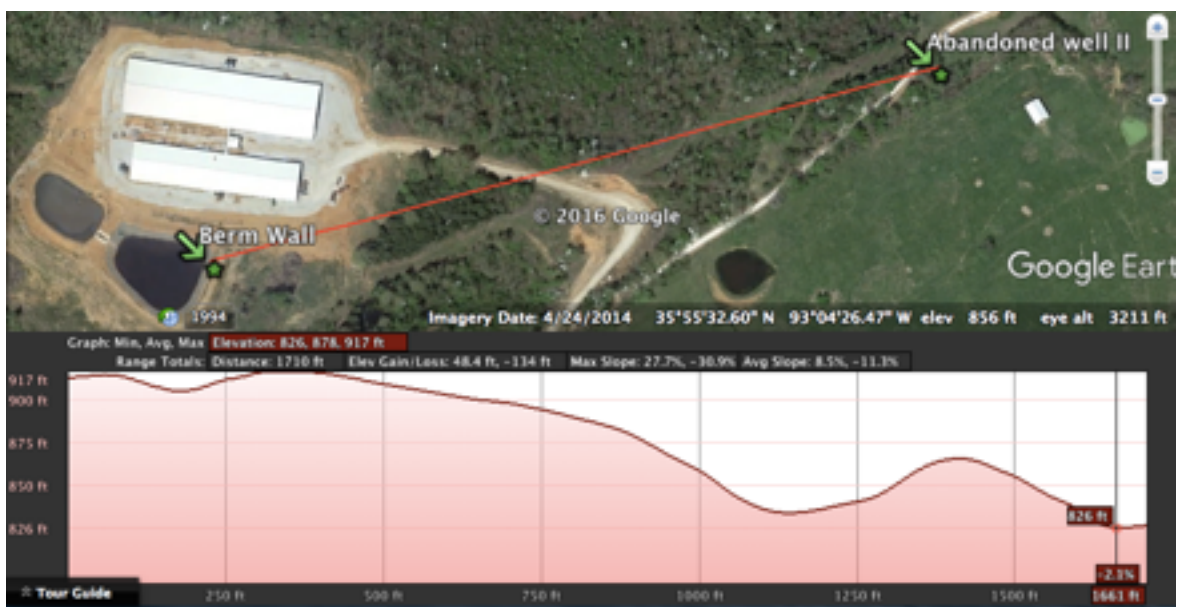 Abandoned well II
Berm Wall
© 2016 Google
Google Eart
1994
Imagery Date: 4/24/2014 35°55'32.60" N 93°04'26.47" W elev 856 ft eye alt 3211 ft
Graph: Min, Avg, Max Elevation: 826, 878, 917 ft
Range Totals: Distance: 1710 ft Elev Gain/Loss: 48.4 ft, -134 ft Max Slope: 27.7%, -30.9% Avg Slope: 8.5%, -11.3%
917 ft
900 ft
875 ft
850 ft
826 ft
826 ft
-2.1%
Tour Guide
250 ft 500 ft 750 ft 1000 ft 1250 ft 1500 ft 1661 ft